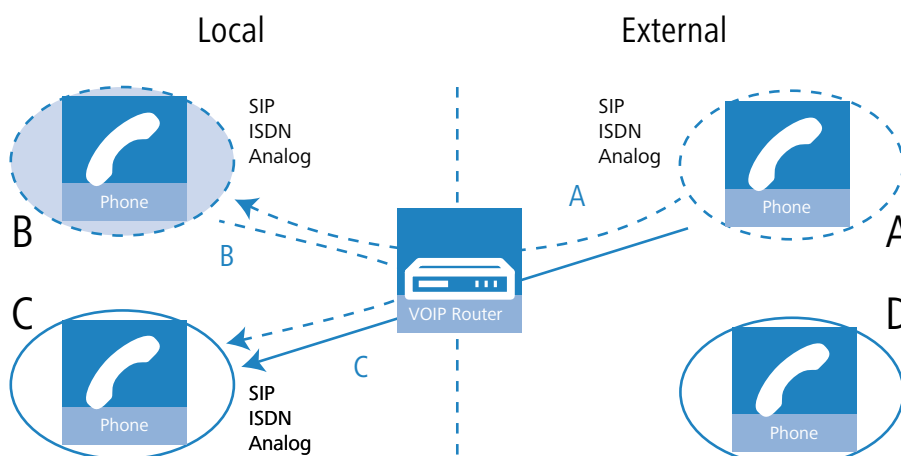 Local
External
SIP
ISDN
Analog
SIP
ISDN
Analog
Phone
Phone
B
A
A
B
VOIP Router
C
D
C
SIP
ISDN
Analog
Phone
Phone